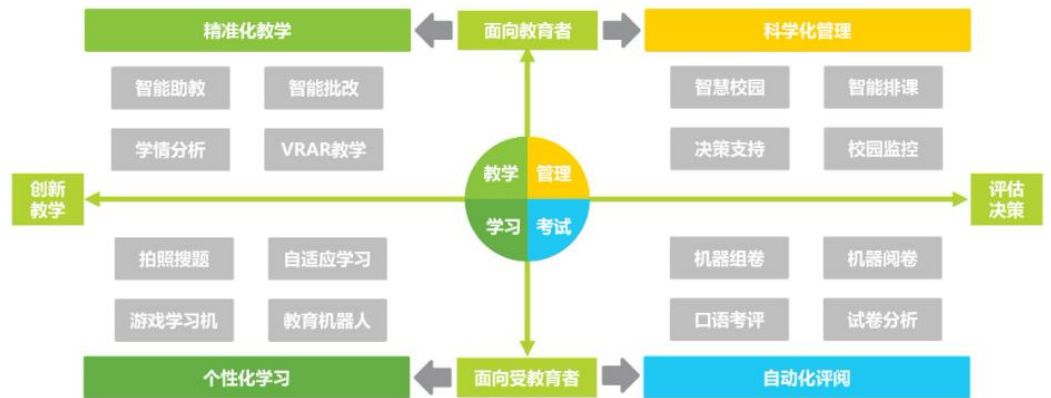 精准化教学
面向教育者
科学化管理
智能助教
智能批改
智慧校园
智能排课
学情分析
VRAR教学
决策支持
校园监控
教学
管理
创新
教学
评估
决策
学习
考试
拍照搜题
自适应学习
机器组卷
机器阅卷
游戏学习机
教育机器人
口语考评
试卷分析
个性化学习
面向受教育者
自动化评阅